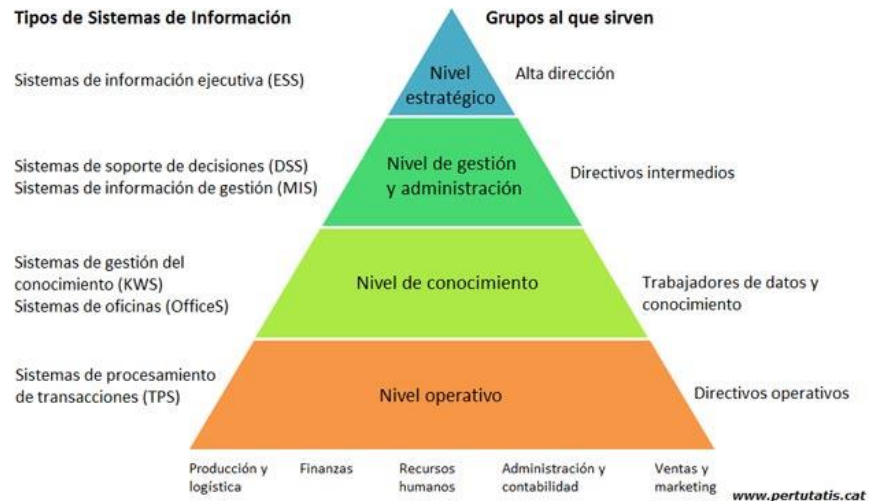 Tipos de Sistemas de Información
Grupos al que sirven
Sistemas de información ejecutiva (ESS)
Nivel
estratégico
Alta dirección
Sistemas de soporte de decisiones (DSS)
Sistemas de información de gestión (MIS)
Nivel de gestión
y administración
Directivos intermedios
Sistemas de gestión del
conocimiento (KWS)
Sistemas de oficinas (OfficeS)
Nivel de conocimiento
Trabajadores de datos y
conocimiento
Sistemas de procesamiento
de transacciones (TPS)
Nivel operativo
Directivos operativos
Producción y
logística
Finanzas
Recursos
humanos
Administración y
contabilidad
Ventas y
marketing
www.pertutatis.cat